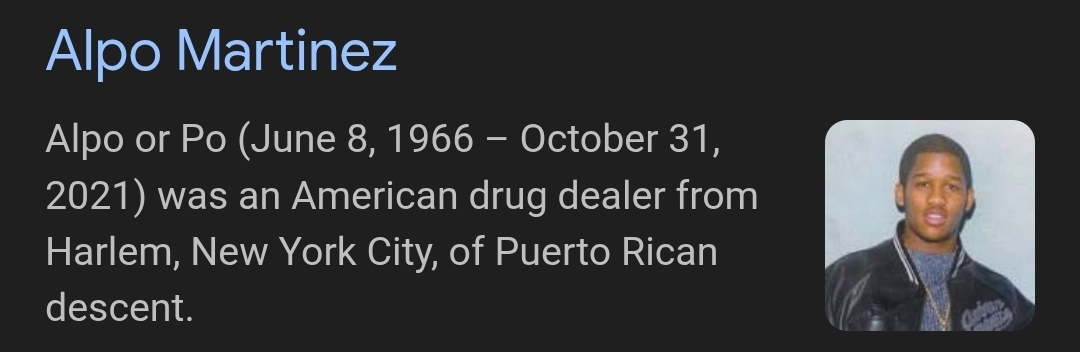 Alpo Martinez
Alpo or Po (June 8, 1966 – October 31,
2021) was an American drug dealer from
Harlem, New York City, of Puerto Rican
descent.